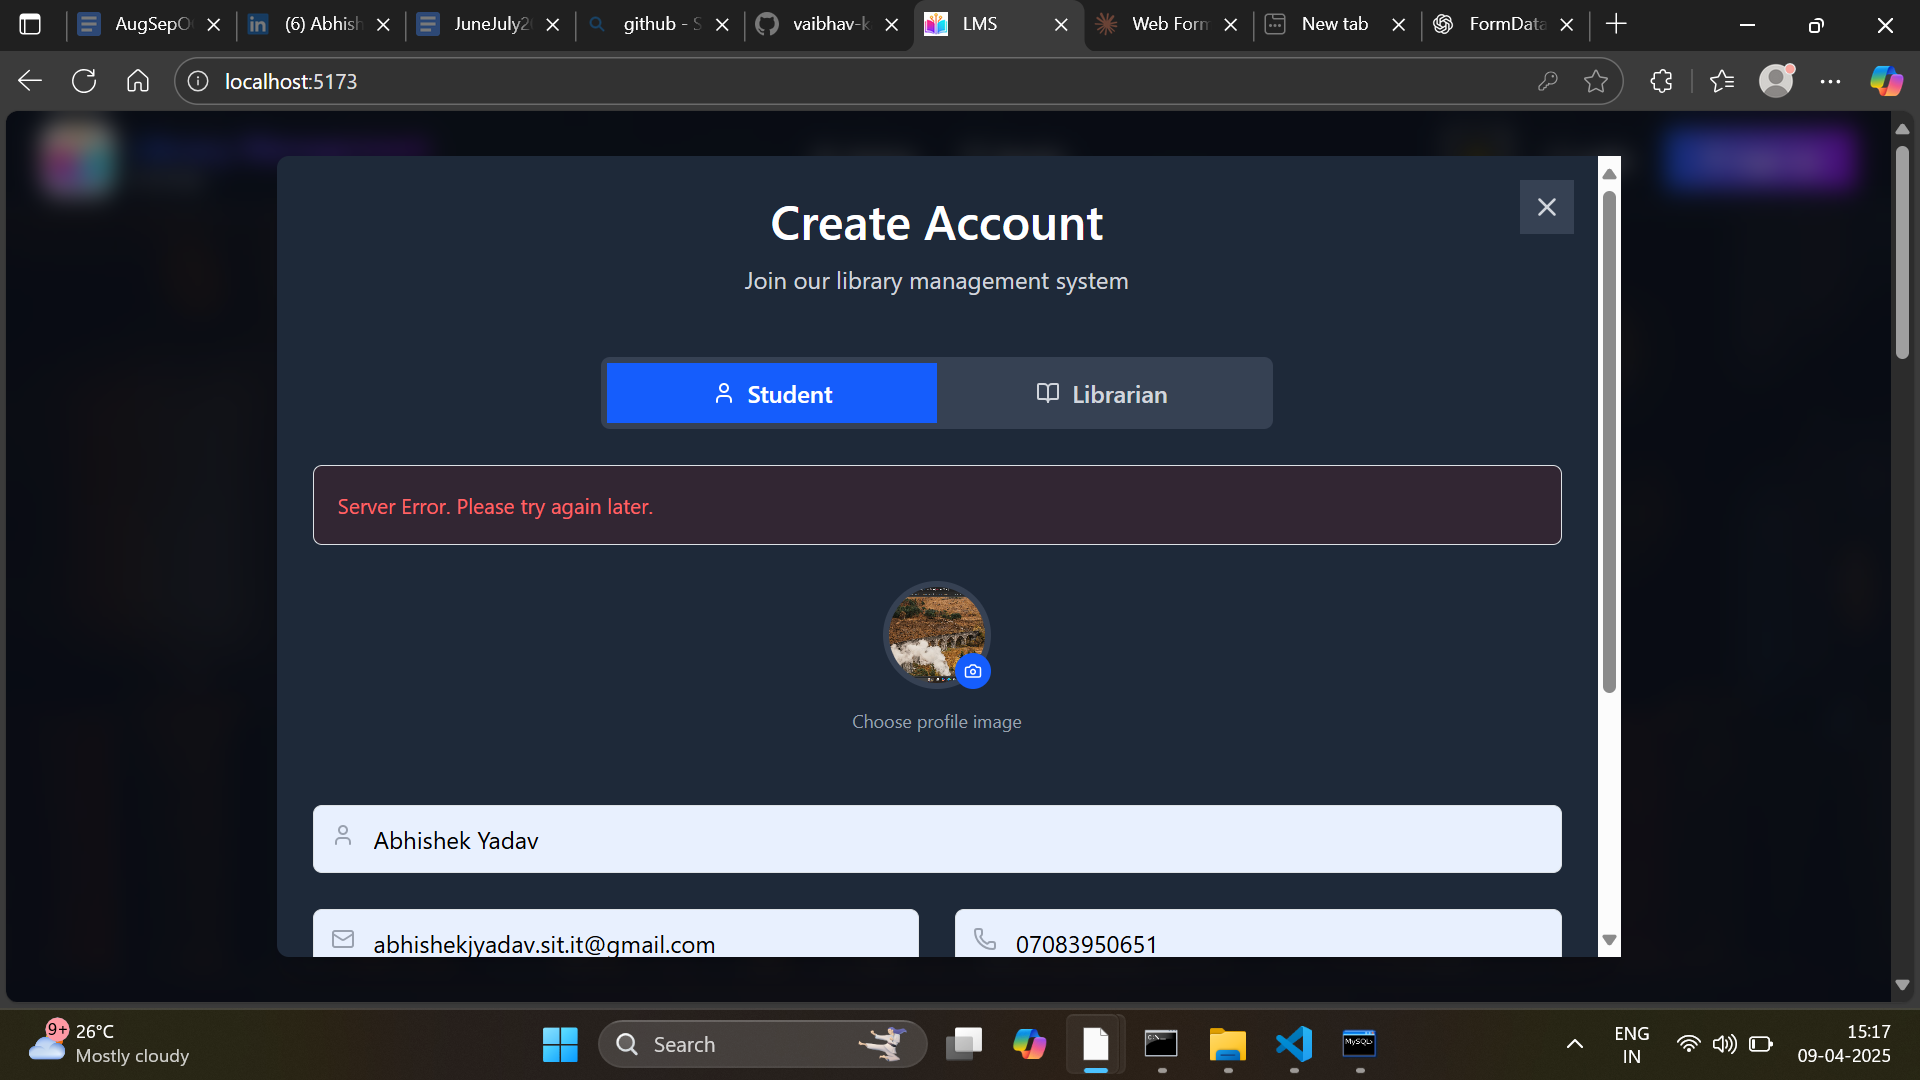 AugSepO
(6) Abhish
JuneJuly2
github - S
vaibhav-k
LMS
Web Form
New tab
FormData
localhost:5173
Create Account
Join our library management system
Student
Librarian
Server Error. Please try again later.
Choose profile image
Abhishek Yadav
abhishekjyadav.sit.it@gmail.com
07083950651
9+
26°C
Mostly cloudy
Search
MySQL
ENG
IN
15:17
09-04-2025